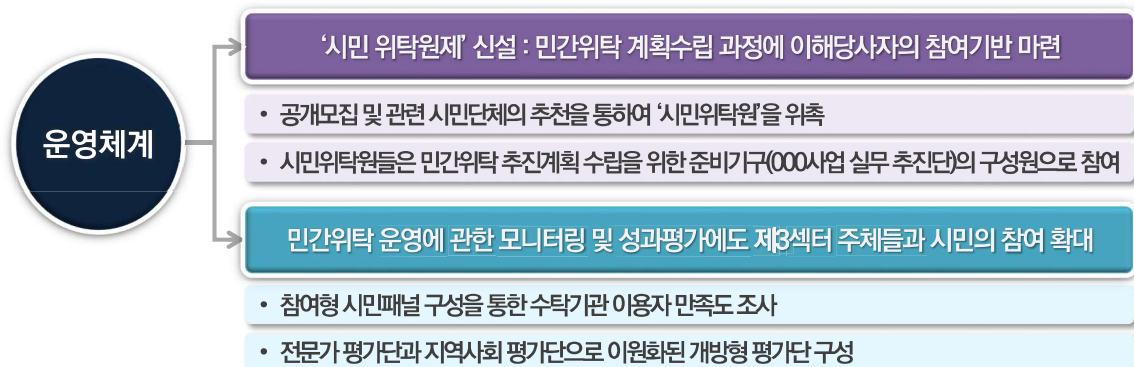 운영체계
‘시민 위탁원제’ 신설 : 민간위탁 계획수립 과정에 이해당사자의 참여기반 마련
• 공개모집 및 관련 시민단체의 추천을 통하여 ‘시민위탁원’을 위촉
• 시민위탁원들은 민간위탁 추진계획 수립을 위한 준비기구(000사업 실무 추진단)의 구성원으로 참여
민간위탁 운영에 관한 모니터링 및 성과평가에도 제3섹터 주체들과 시민의 참여 확대
• 참여형 시민패널 구성을 통한 수탁기관 이용자 만족도 조사
• 전문가 평가단과 지역사회 평가단으로 이원화된 개방형 평가단 구성